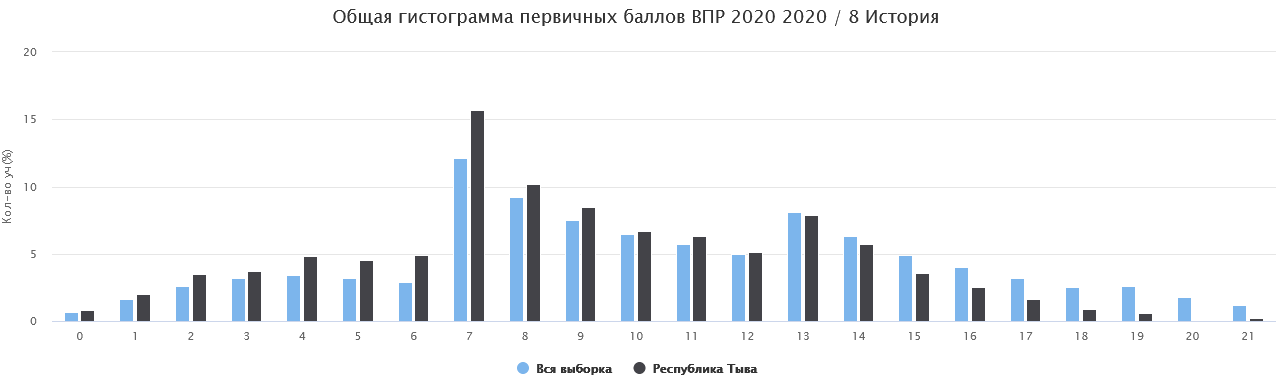 Общая гистограмма первичных баллов ВПР 2020 2020 / 8 История
Кол-во уч(%)
20
15
10
5
0
0 1 2 3 4 5 6 7 8 9 10 11 12 13 14 15 16 17 18 19 20 21
Вся выборка Республика Тыва